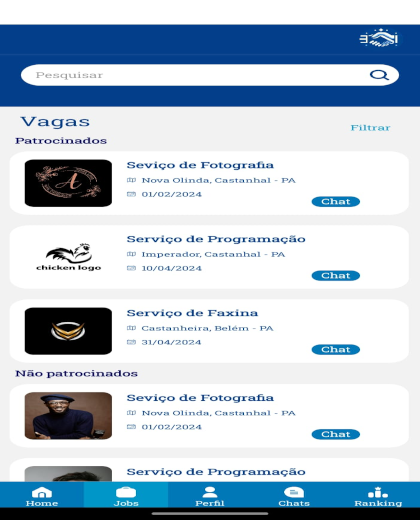 Pesquisar
Vagas
Filtrar
Patrocinados
Seviço de Fotografia
Nova Olinda, Castanhal - PA
01/02/2024
Chat
chicken logo
Serviço de Programação
Imperador, Castanhal - PA
10/04/2024
Chat
Serviço de Faxina
Castanheira, Belém - PA
31/04/2024
Chat
Não patrocinados
Seviço de Fotografia
Nova Olinda, Castanhal - PA
01/02/2024
Chat
Serviço de Programação
Home
Jobs
Perfil
Chats
Ranking